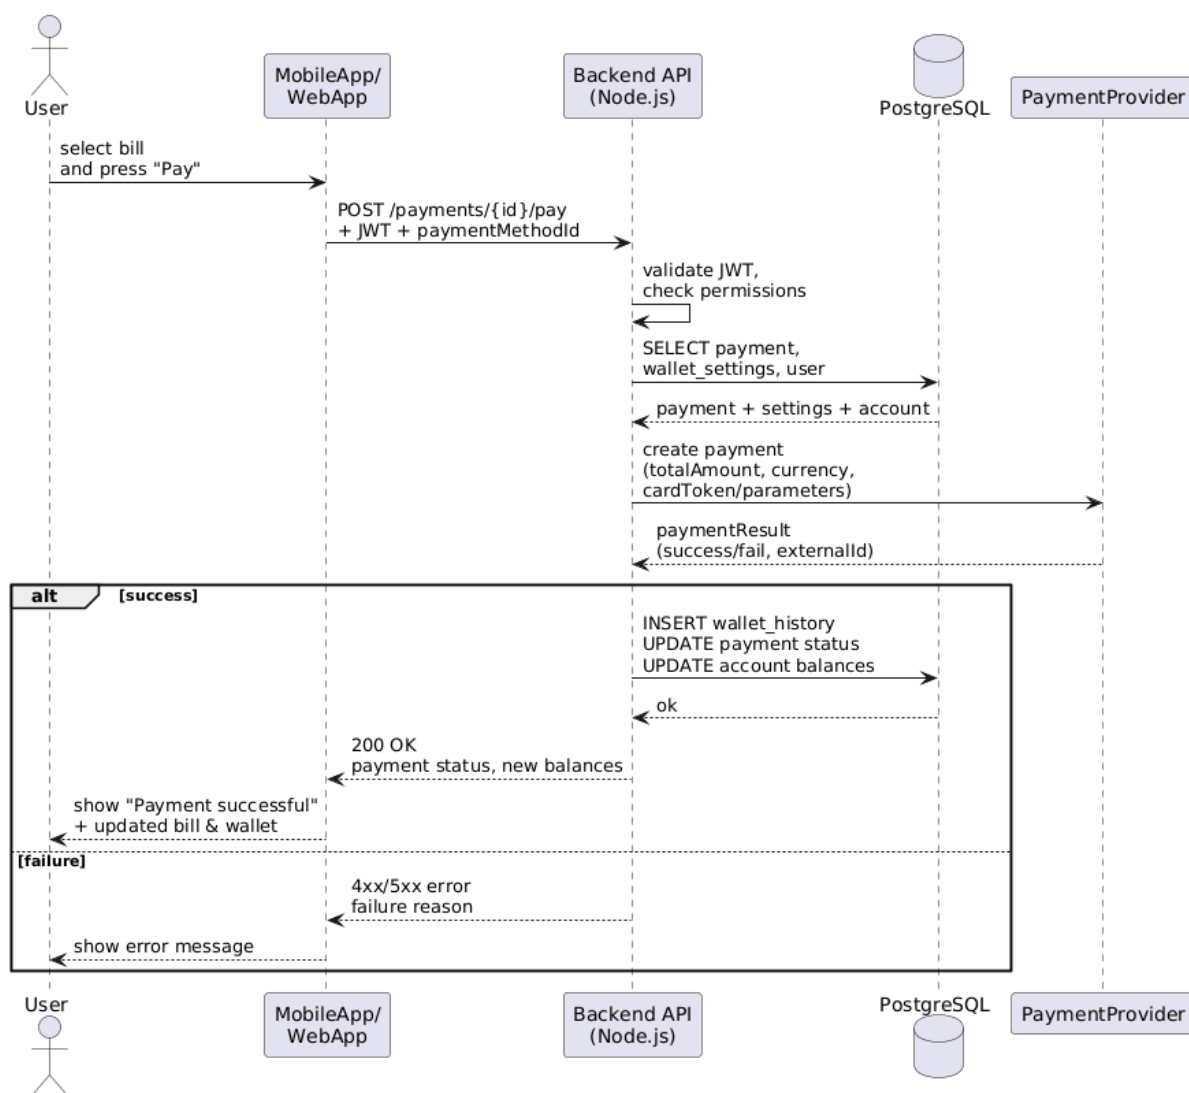 User
MobileApp/
WebApp
Backend API
(Node.js)
PostgreSQL
PaymentProvider
select bill
and press "Pay"
POST /payments/{id}/pay
+ JWT + paymentMethodId
validate JWT,
check permissions
SELECT payment,
wallet_settings, user
payment + settings + account
create payment
(totalAmount, currency,
cardToken/parameters)
paymentResult
(success/fail, externalId)
alt [success]
INSERT wallet_history
UPDATE payment status
UPDATE account balances
ok
200 OK
payment status, new balances
show "Payment successful"
+ updated bill & wallet
[failure]
4xx/5xx error
failure reason
show error message
User
MobileApp/
WebApp
Backend API
(Node.js)
PostgreSQL
PaymentProvider